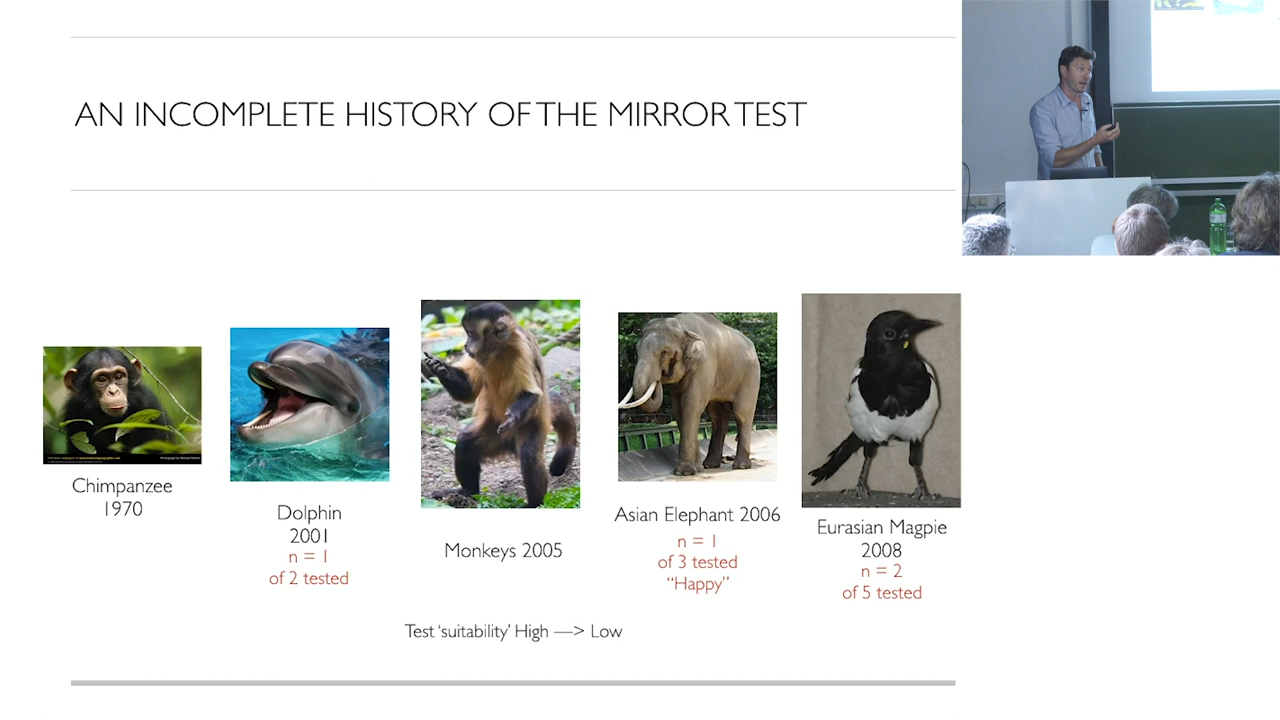 AN INCOMPLETE HISTORY OF THE MIRROR TEST
Chimpanzee
1970
Dolphin
2001
n = 1
of 2 tested
Monkeys 2005
Asian Elephant 2006
n = 1
of 3 tested
“Happy”
Eurasian Magpie
2008
n = 2
of 5 tested
Test ‘suitability’ High —> Low